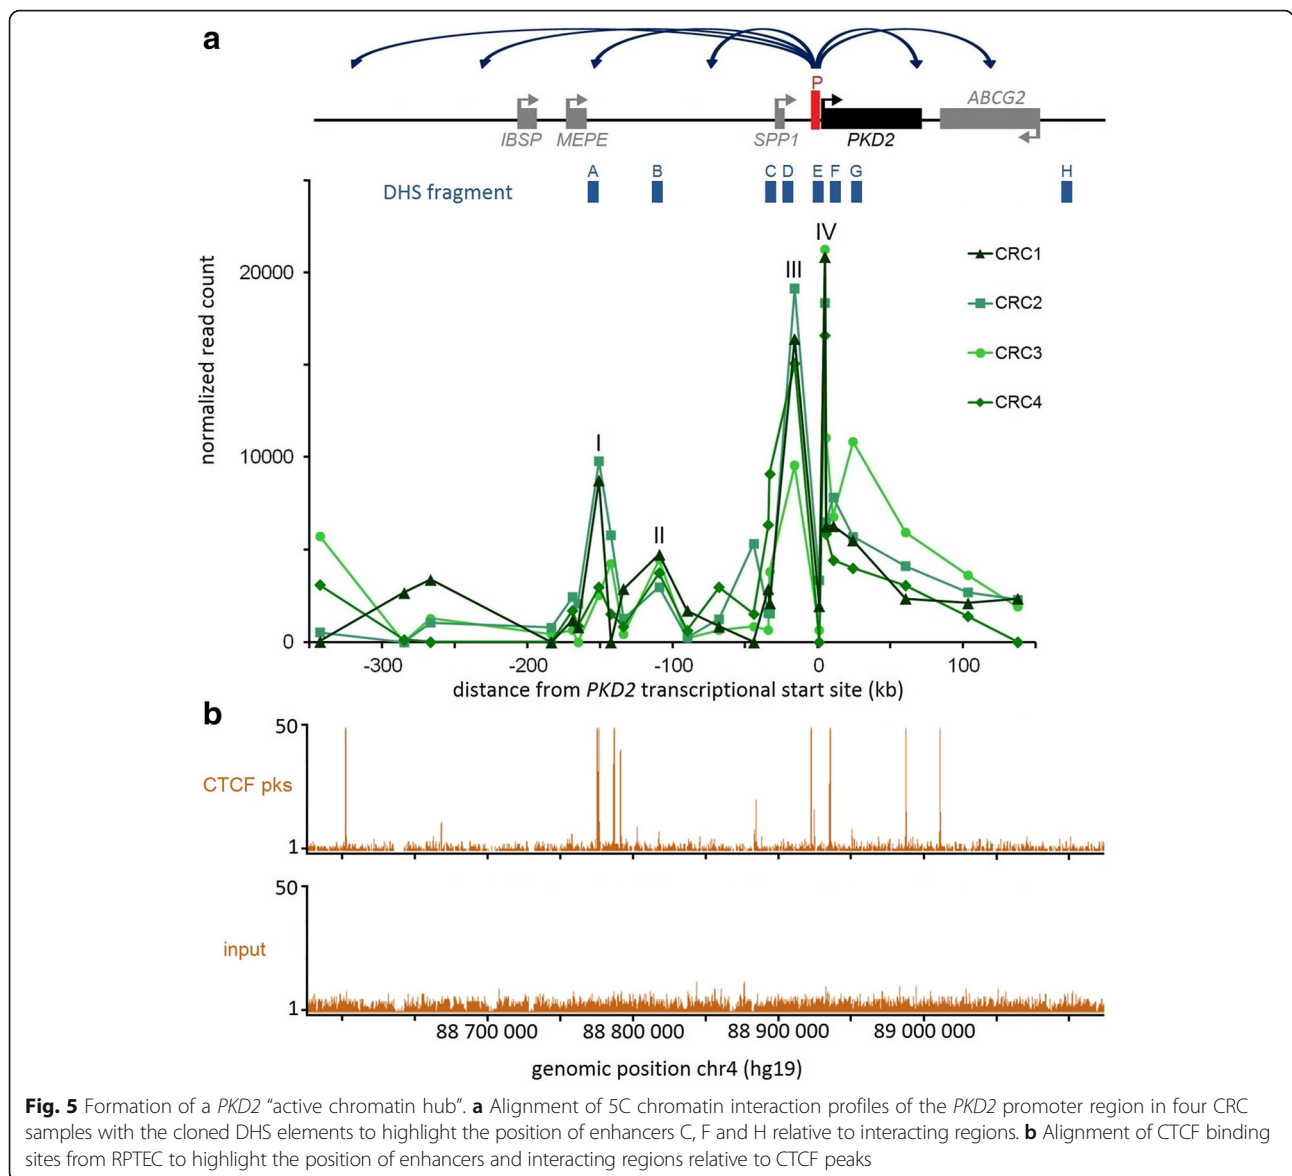 a
P
ABCG2
IBSP
MEPE
SPP1
PKD2
A
B
C
D
E
F
G
H
DHS fragment
IV
III
I
II
CRC1
CRC2
CRC3
CRC4
normalized read count
20000
10000
0
-300
-200
-100
0
100
distance from PKD2 transcriptional start site (kb)
b
50
CTCF pks
1
50
input
1
88 700 000
88 800 000
88 900 000
89 000 000
genomic position chr4 (hg19)
Fig. 5 Formation of a PKD2 “active chromatin hub”. a Alignment of 5C chromatin interaction profiles of the PKD2 promoter region in four CRC
samples with the cloned DHS elements to highlight the position of enhancers C, F and H relative to interacting regions. b Alignment of CTCF binding
sites from RPTEC to highlight the position of enhancers and interacting regions relative to CTCF peaks